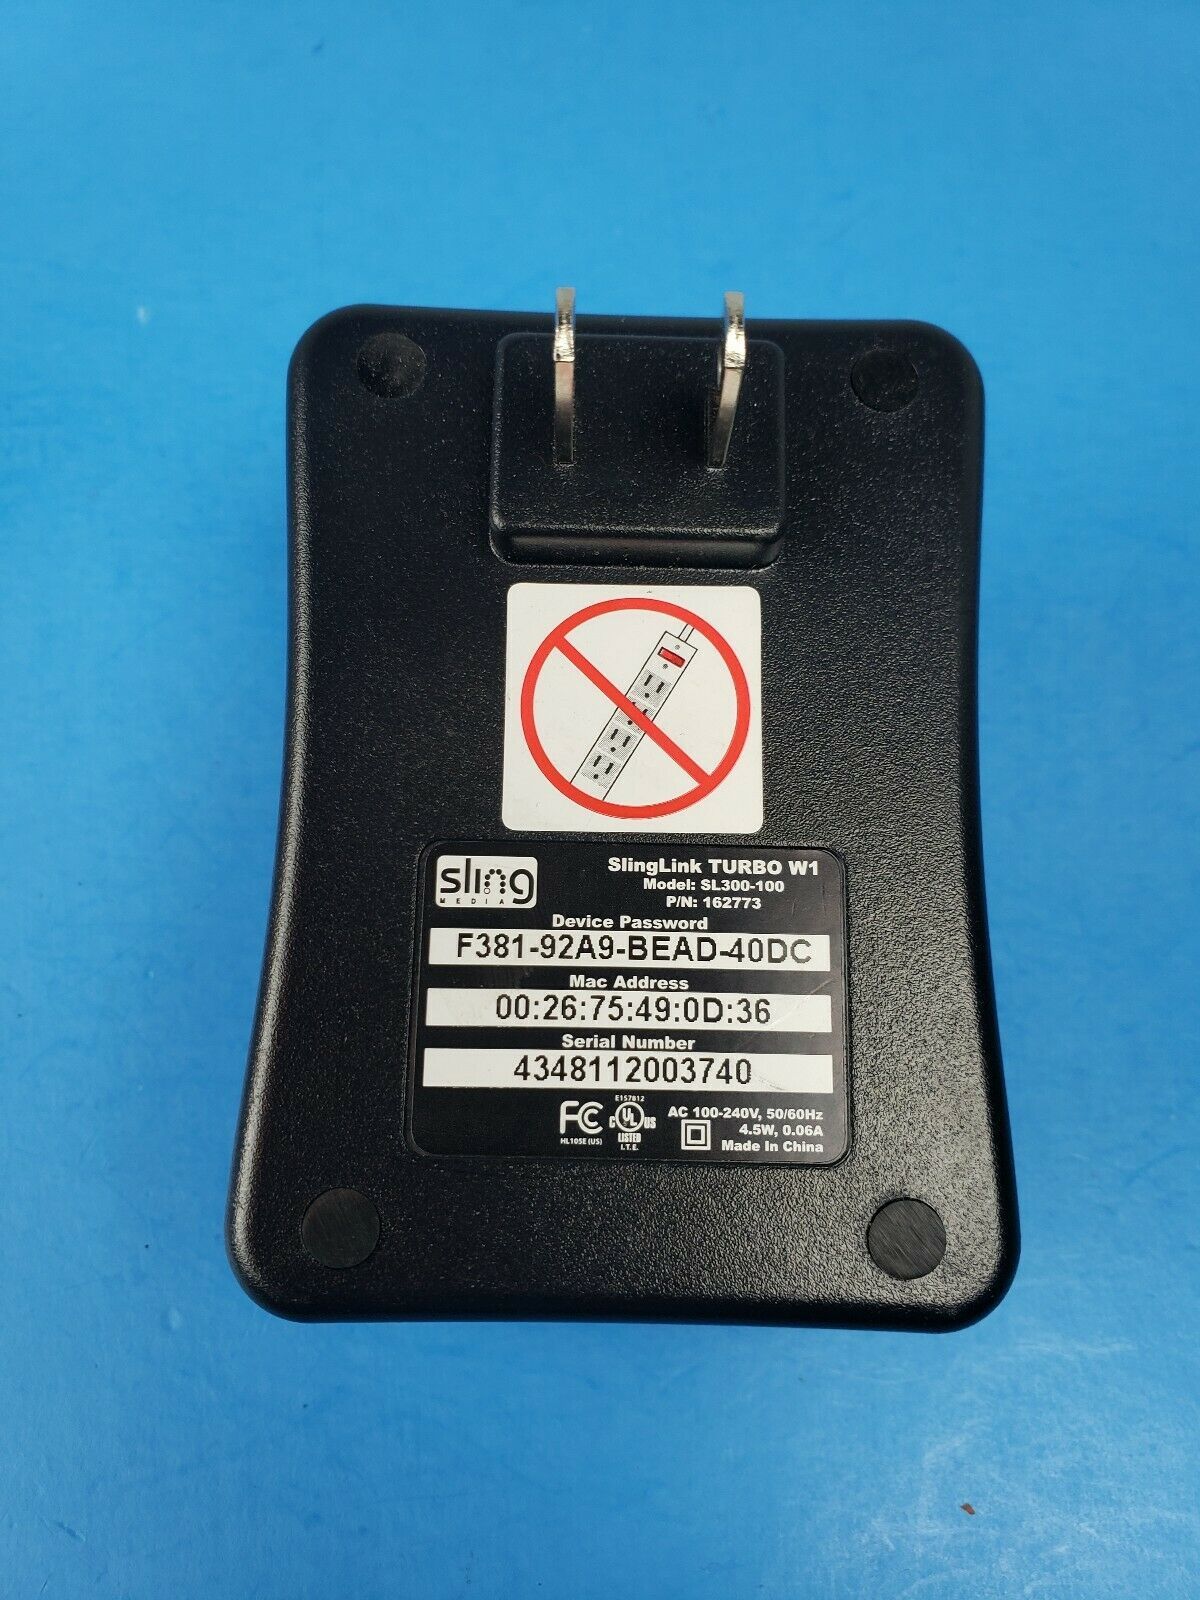 sling
MEDIA
SlingLink TURBO W1
Model: SL300-100
P/N: 162773
Device Password
F381-92A9-BEAD-40DC
Mac Address
00:26:75:49:0D:36
Serial Number
4348112003740
FC
HL105E (US)
E157812
C UL US
LISTED
I.T.E.
AC 100-240V, 50/60Hz
4.5W, 0.06A
Made In China